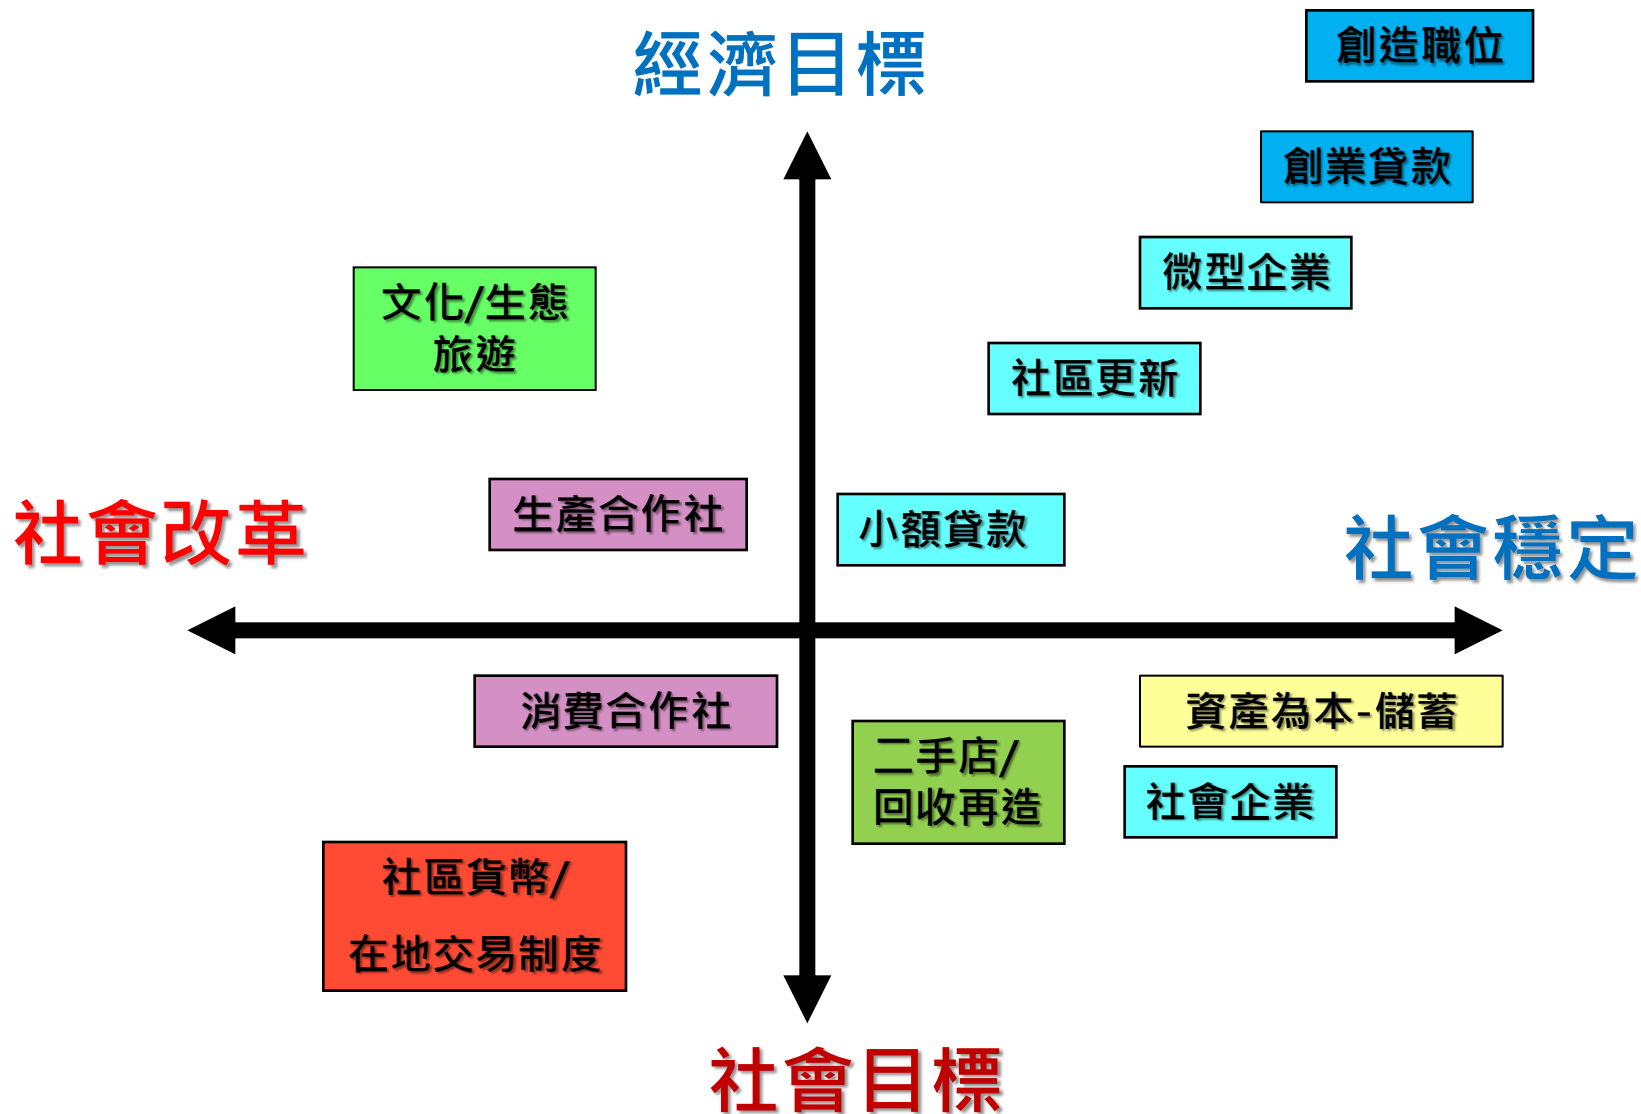 創造職位
經濟目標
創業貸款
微型企業
文化/生態
旅遊
社區更新
生產合作社
小額貸款
社會改革
社會穩定
消費合作社
資產為本-儲蓄
二手店/
回收再造
社會企業
社區貨幣/
在地交易制度
社會目標